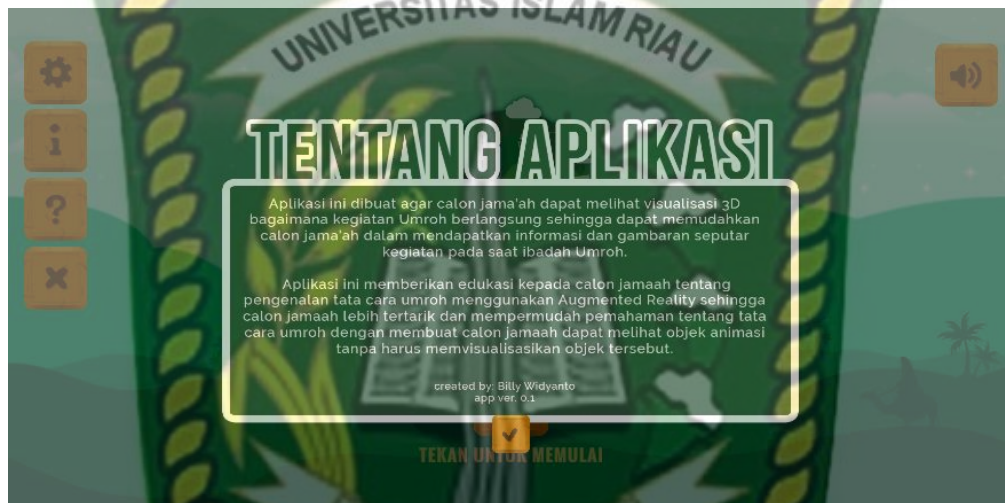 UNIVERSITAS ISLAM RIAU
TENTANG APLIKASI
Aplikasi ini dibuat agar calon jama'ah dapat melihat visualisasi 3D
bagaimana kegiatan Umroh berlangsung sehingga dapat memudahkan
calon jama'ah dalam mendapatkan informasi dan gambaran seputar
kegiatan pada saat ibadah Umroh.
Aplikasi ini memberikan edukasi kepada calon jamaah tentang
pengenalan tata cara umroh menggunakan Augmented Reality sehingga
calon jamaah lebih tertarik dan mempermudah pemahaman tentang tata
cara umroh dengan membuat calon jamaah dapat melihat objek animasi
tanpa harus memvisualisasikan objek tersebut.
created by: Billy Widyanto
app ver. 0.1
TEKAN UNTUK MEMULAI